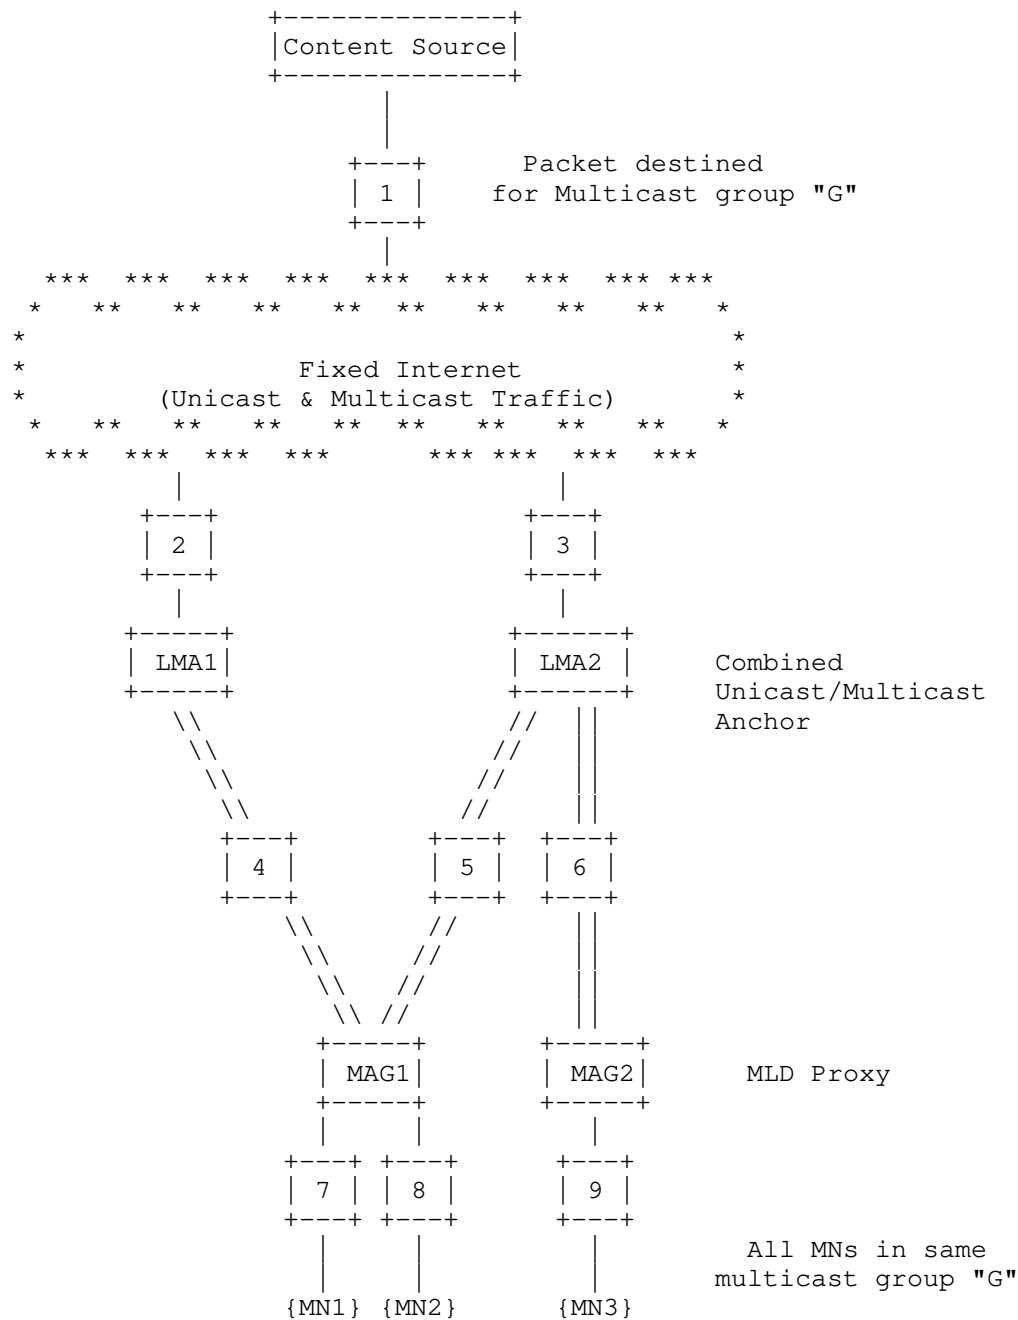 Content Source
Packet destined
1 for Multicast group "G"
Fixed Internet
(Unicast & Multicast Traffic)
2 3
LMA1 LMA2 Combined
Unicast/Multicast
Anchor
4 5 6
MAG1 MAG2 MLD Proxy
7 8 9
All MNs in same
multicast group "G"
{MN1} {MN2} {MN3}